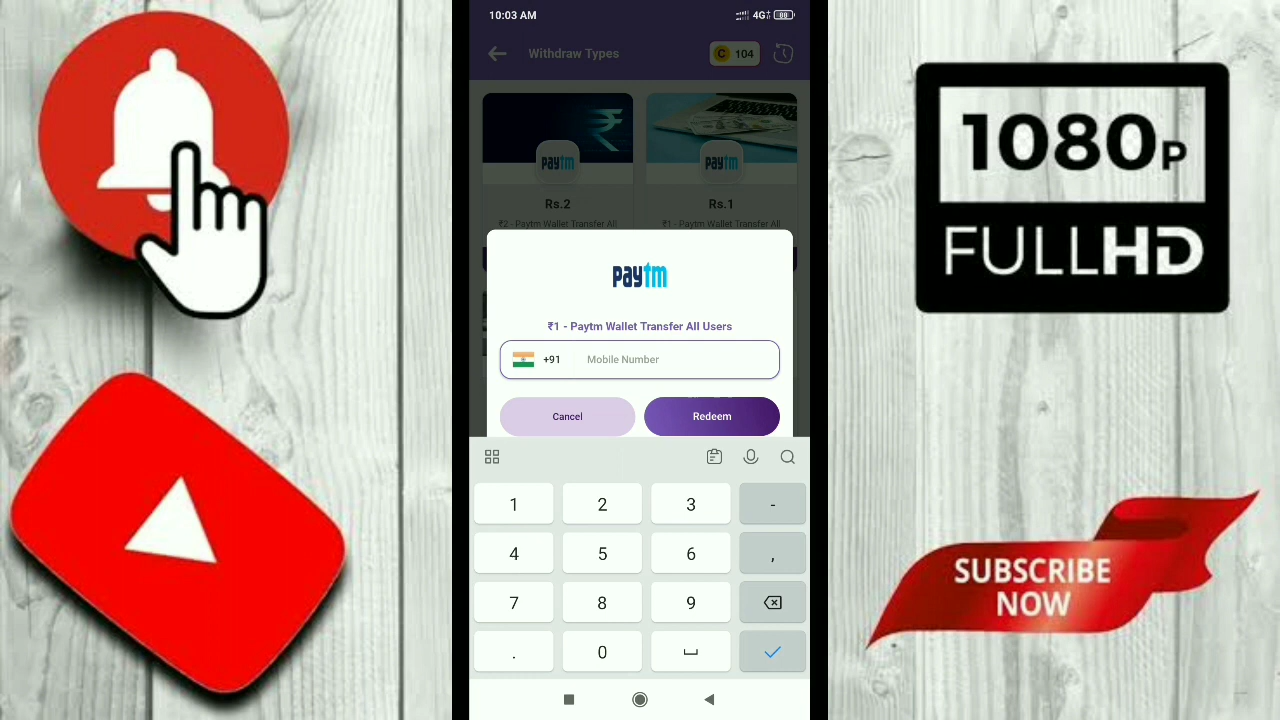 10:03 AM
4G
88
Withdraw Types
C 104
paytm
paytm
Rs.2
Rs.1
₹2 - Paytm Wallet Transfer All
₹1 - Paytm Wallet Transfer All
paytm
₹1 - Paytm Wallet Transfer All Users
+91 Mobile Number
Cancel
Redeem
1 2 3 -
4 5 6 ,
7 8 9
. 0
1080P
FULLHD
SUBSCRIBE
NOW